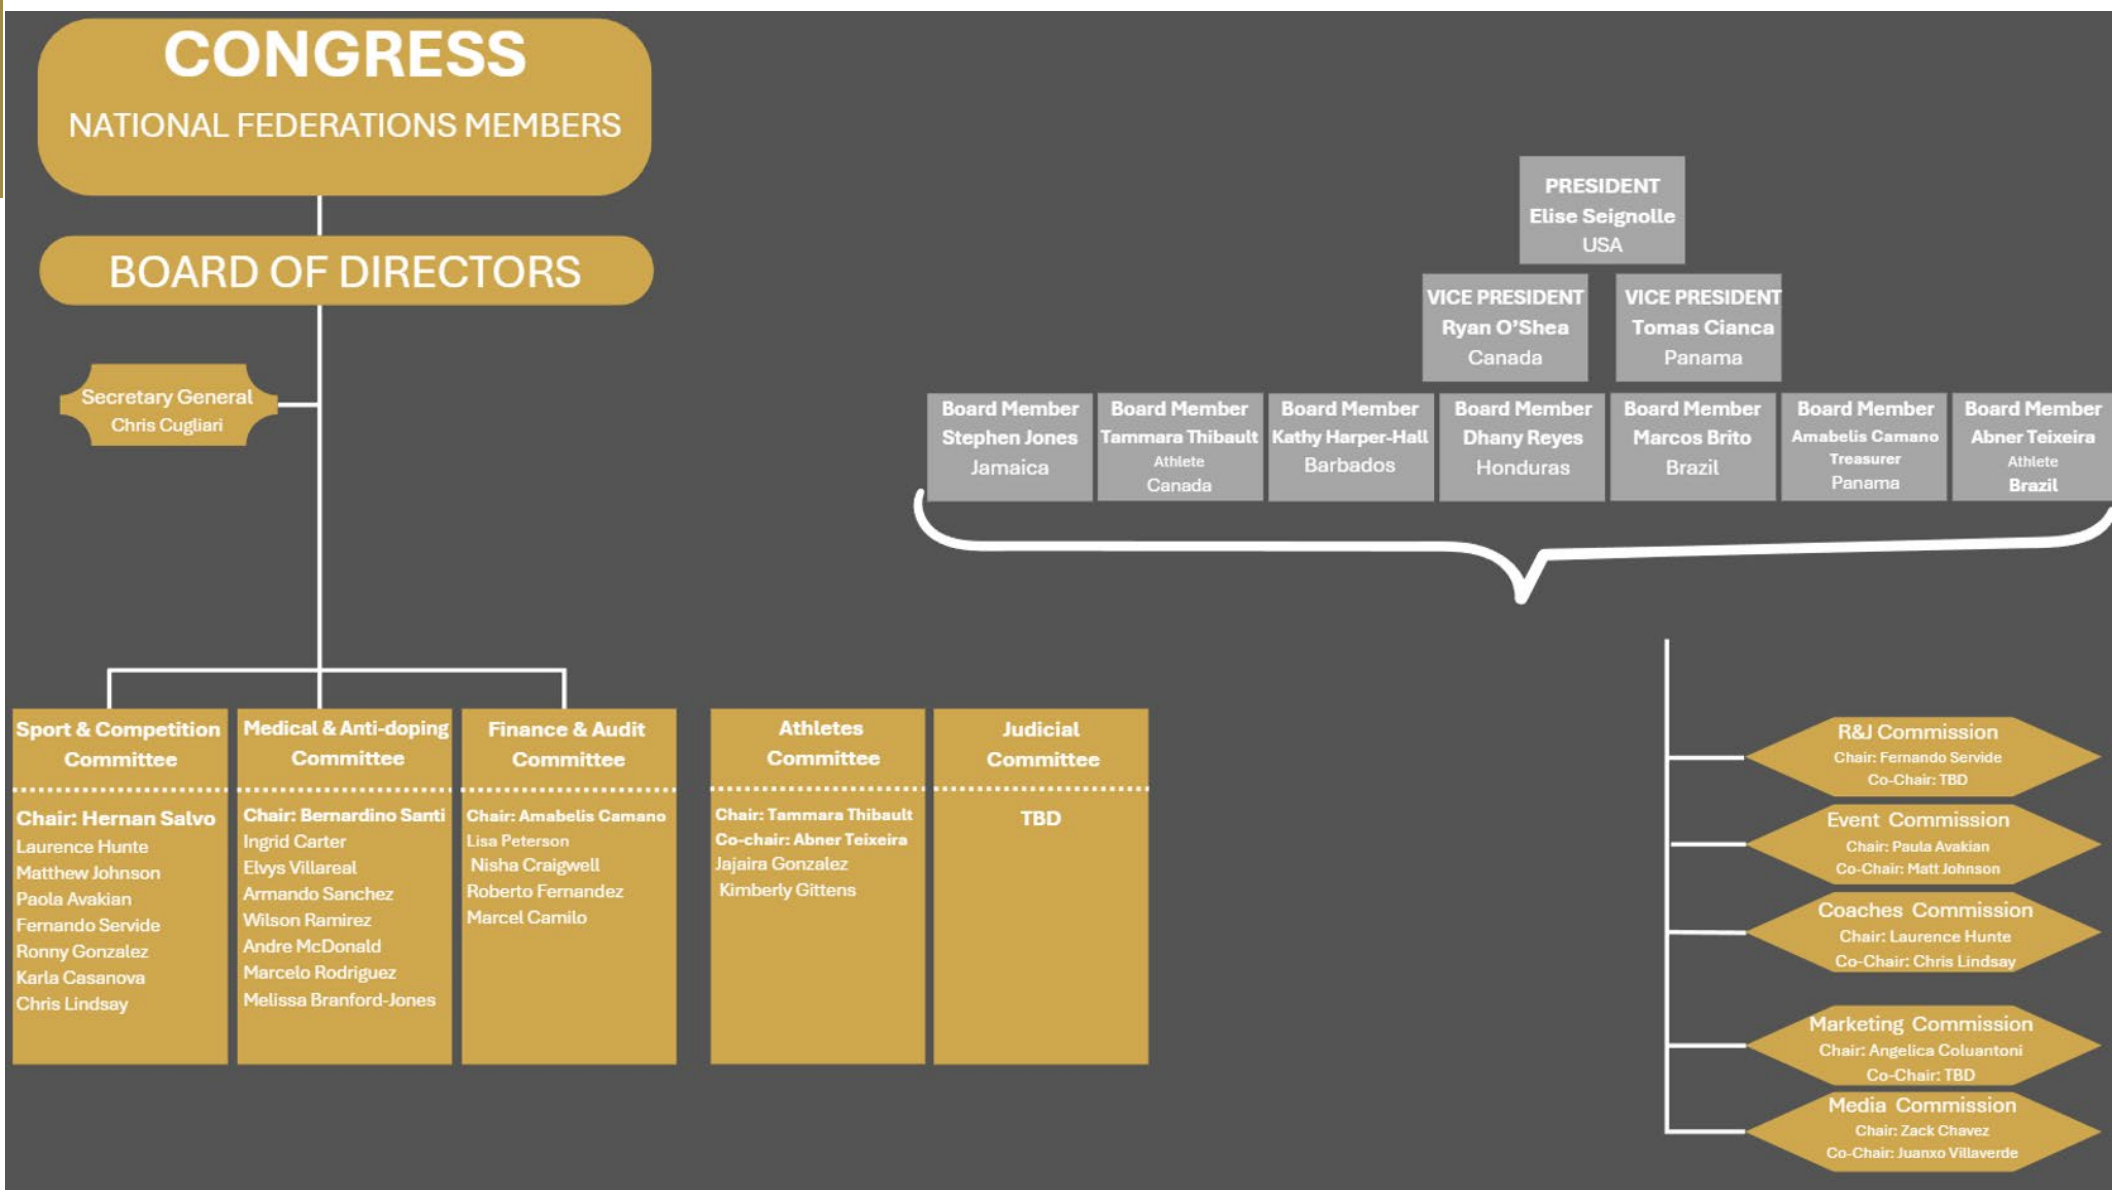 CONGRESS
NATIONAL FEDERATIONS MEMBERS
BOARD OF DIRECTORS
Secretary General
Chris Cugliari
PRESIDENT
Elise Seignolle
USA
VICE PRESIDENT
Ryan O'Shea
Canada
VICE PRESIDENT
Tomas Cianca
Panama
Board Member
Stephen Jones
Jamaica
Board Member
Tammara Thibault
Athlete
Canada
Board Member
Kathy Harper-Hall
Barbados
Board Member
Dhany Reyes
Honduras
Board Member
Marcos Brito
Brazil
Board Member
Amabelis Camano
Treasurer
Panama
Board Member
Abner Teixeira
Athlete
Brazil
Sport & Competition
Committee
Chair: Hernan Salvo
Laurence Hunte
Matthew Johnson
Paola Avakian
Fernando Servide
Ronny Gonzalez
Karla Casanova
Chris Lindsay
Medical & Anti-doping
Committee
Chair: Bernardino Santi
Ingrid Carter
Elvys Villareal
Armando Sanchez
Wilson Ramirez
Andre McDonald
Marcelo Rodriguez
Melissa Branford-Jones
Finance & Audit
Committee
Chair: Amabelis Camano
Lisa Peterson
Nisha Craigwell
Roberto Fernandez
Marcel Camilo
Athletes
Committee
Chair: Tammara Thibault
Co-chair: Abner Teixeira
Jajaira Gonzalez
Kimberly Gittens
Judicial
Committee
TBD
R&J Commission
Chair: Fernando Servide
Co-Chair: TBD
Event Commission
Chair: Paula Avakian
Co-Chair: Matt Johnson
Coaches Commission
Chair: Laurence Hunte
Co-Chair: Chris Lindsay
Marketing Commission
Chair: Angelica Coluantoni
Co-Chair: TBD
Media Commission
Chair: Zack Chavez
Co-Chair: Juanxo Villaverde